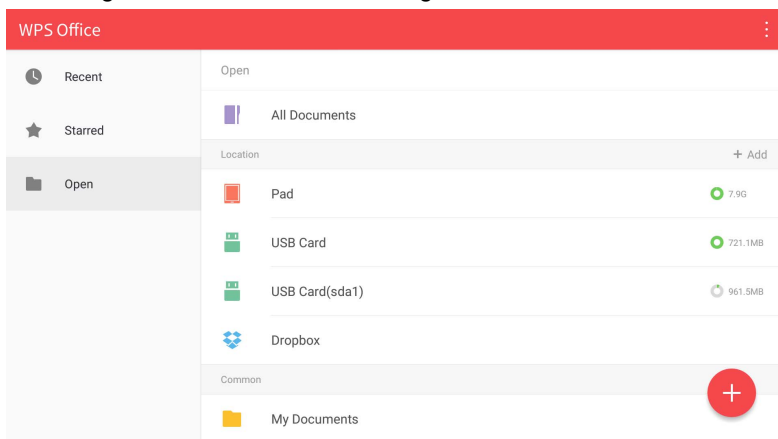 WPS Office
Recent
Starred
Open
Open
All Documents
Location
+ Add
Pad
7.9G
USB Card
721.1MB
USB Card(sda1)
961.5MB
Dropbox
Common
My Documents